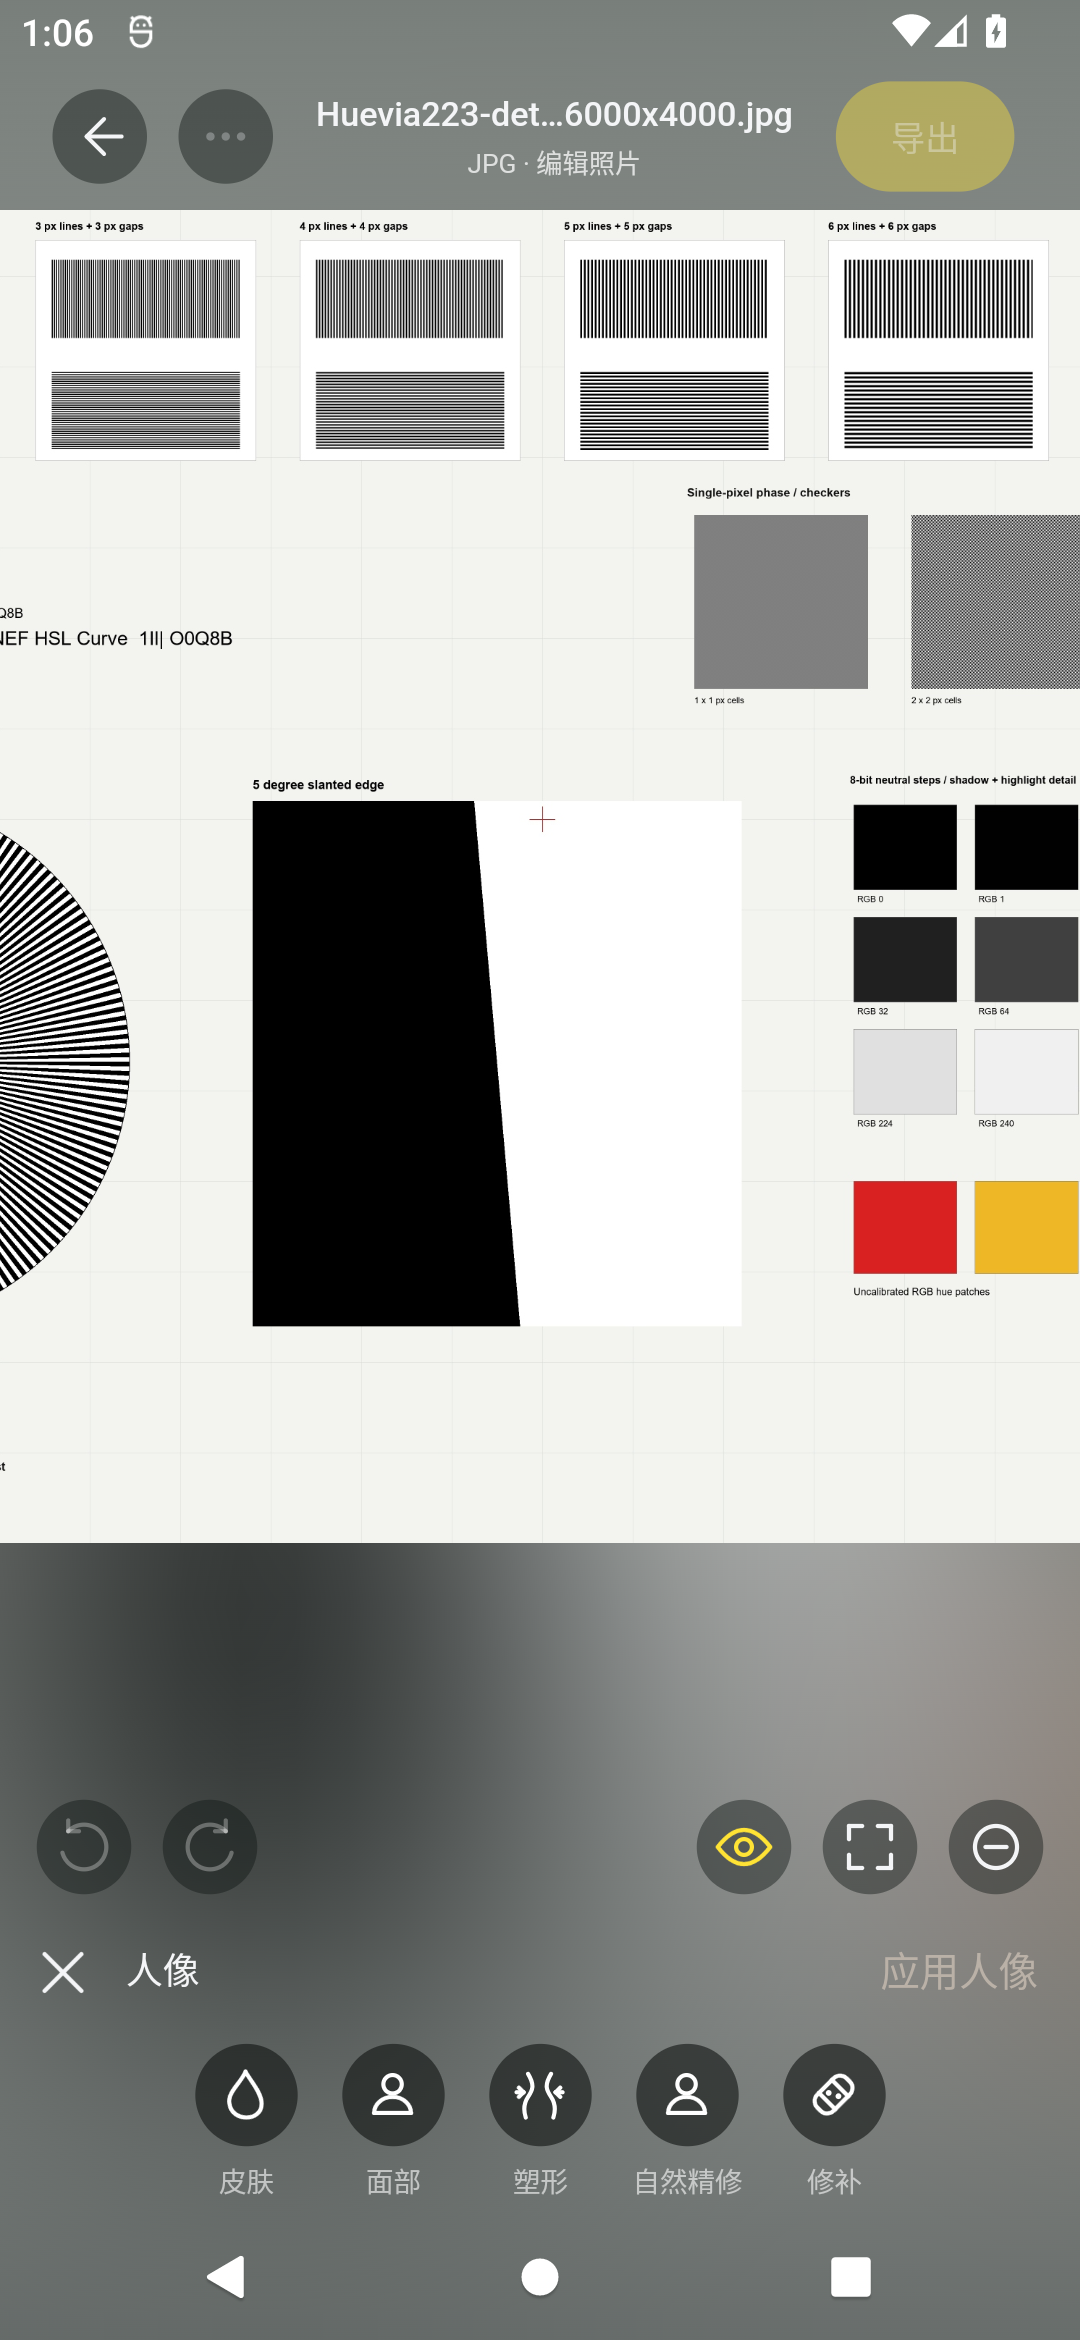 1:06
Huevia223-det...6000x4000.jpg
JPG · 编辑照片
导出
3 px lines + 3 px gaps
4 px lines + 4 px gaps
5 px lines + 5 px gaps
6 px lines + 6 px gaps
Single-pixel phase / checkers
Q8B
NEF HSL Curve 1Il| O0Q8B
1 x 1 px cells
2 x 2 px cells
5 degree slanted edge
8-bit neutral steps / shadow + highlight detail
RGB 0
RGB 1
RGB 32
RGB 64
RGB 224
RGB 240
Uncalibrated RGB hue patches
st
人像
应用人像
皮肤
面部
塑形
自然精修
修补